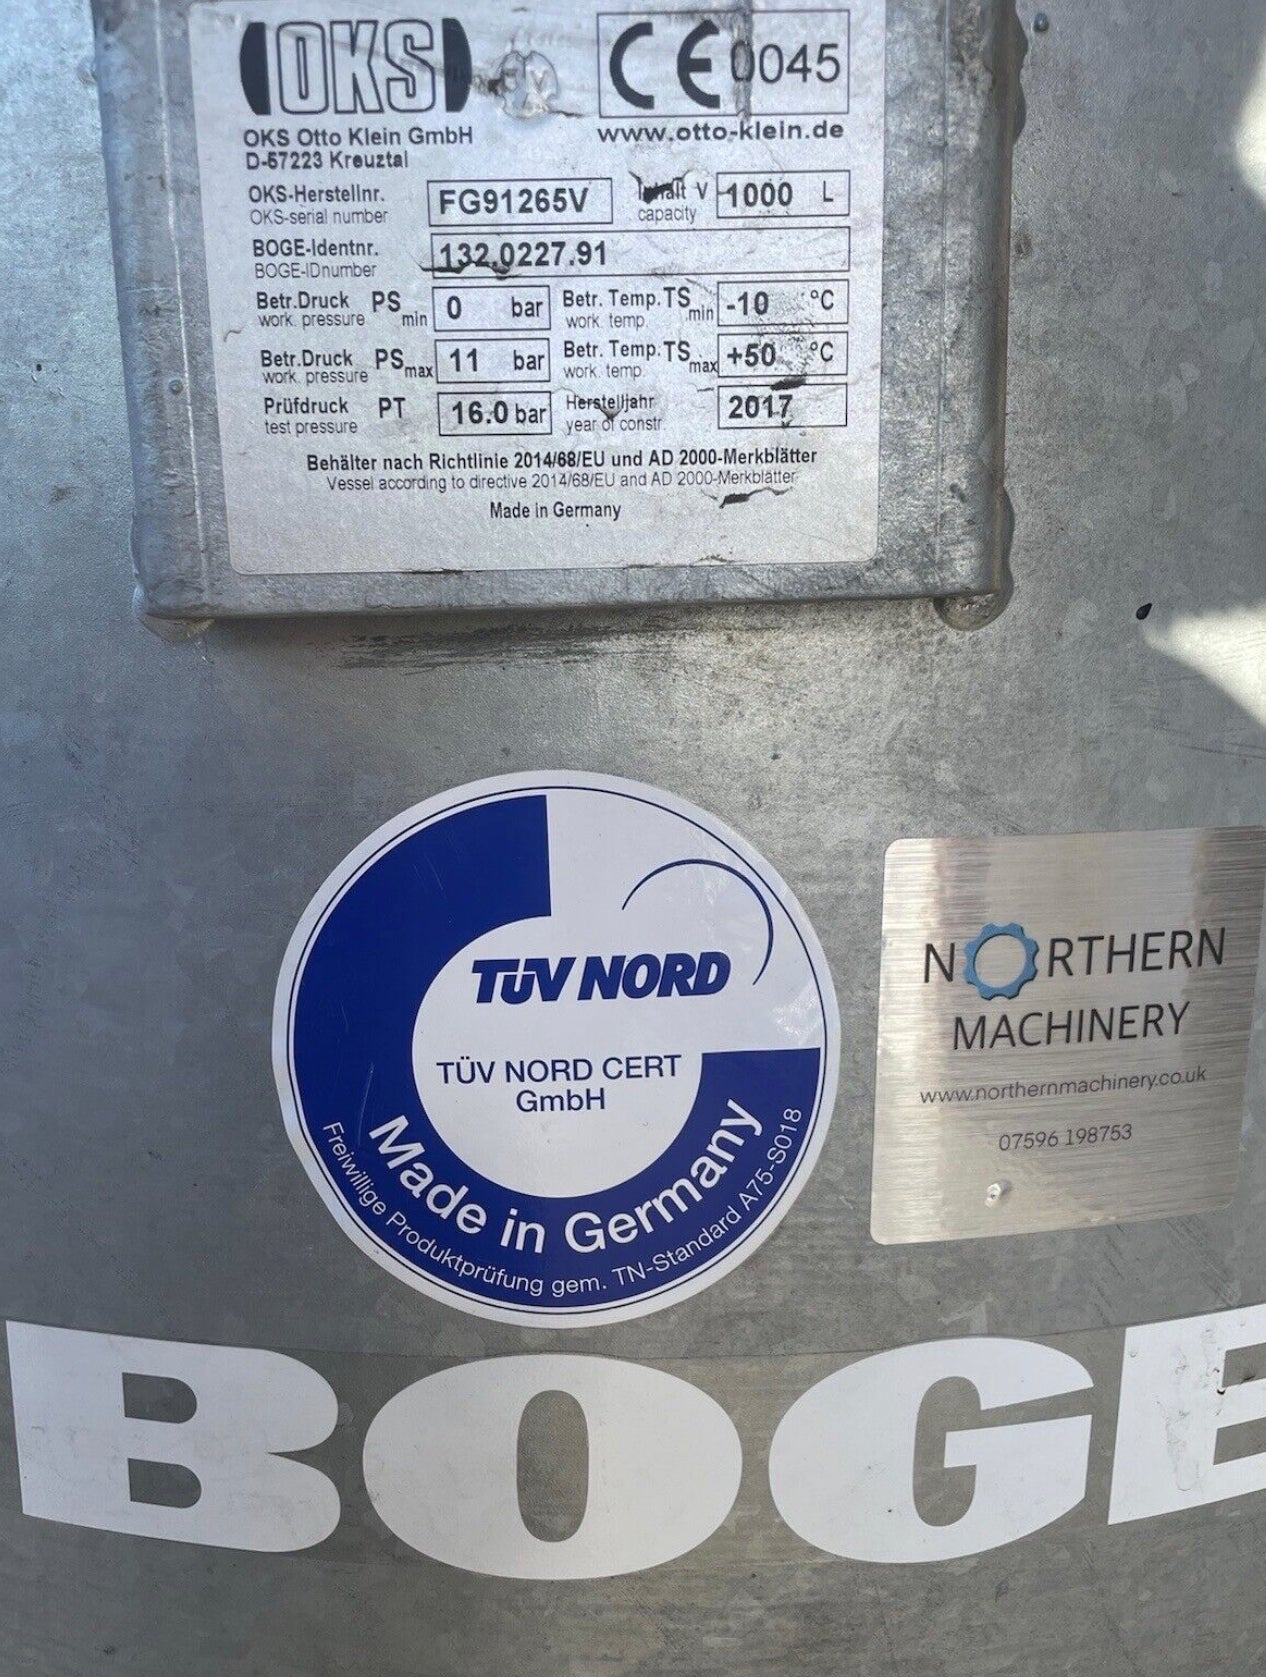 OKS
CE 0045
OKS Otto Klein GmbH
www.otto-klein.de
D-57223 Kreuztal
OKS-Herstellnr. FG91265V Inhalt V 1000 L
OKS-serial number capacity
BOGE-Identnr. 132.0227.91
BOGE-IDnumber
Betr.Druck PS min 0 bar Betr. Temp.TS min -10 °C
work. pressure work. temp.
Betr.Druck PS max 11 bar Betr. Temp.TS max +50 °C
work. pressure work. temp.
Prüfdruck PT 16.0 bar Herstelljahr 2017
test pressure year of constr.
Behälter nach Richtlinie 2014/68/EU und AD 2000-Merkblätter
Vessel according to directive 2014/68/EU and AD 2000-Merkblätter
Made in Germany
TÜV NORD
TÜV NORD CERT
GmbH
Made in Germany
Freiwillige Produktprüfung gem. TN-Standard A75-S018
NORTHERN
MACHINERY
www.northernmachinery.co.uk
07596 198753
BOGE